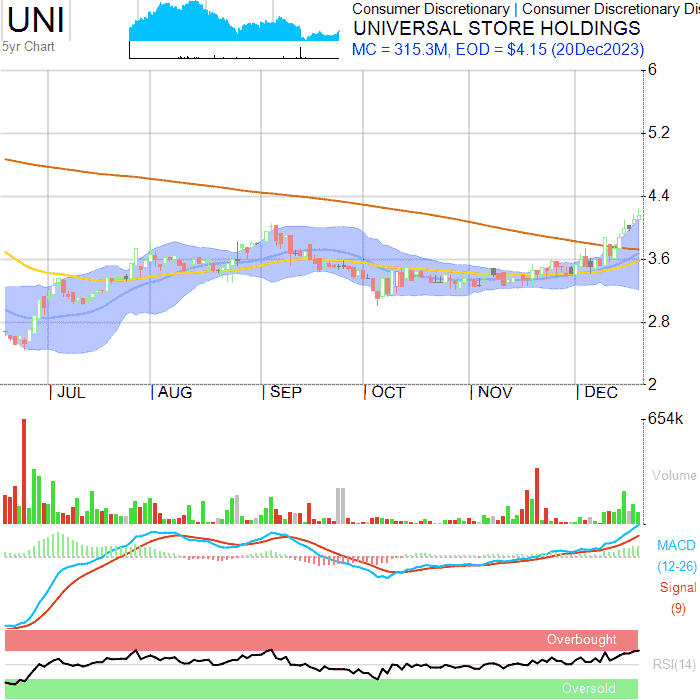 UNI
5yr Chart
Consumer Discretionary | Consumer Discretionary Dis
UNIVERSAL STORE HOLDINGS
MC = 315.3M, EOD = $4.15 (20Dec2023)
6
5.2
4.4
3.6
2.8
2
JUL AUG SEP OCT NOV DEC
654k
Volume
MACD
(12-26)
Signal
(9)
Overbought
RSI(14)
Oversold